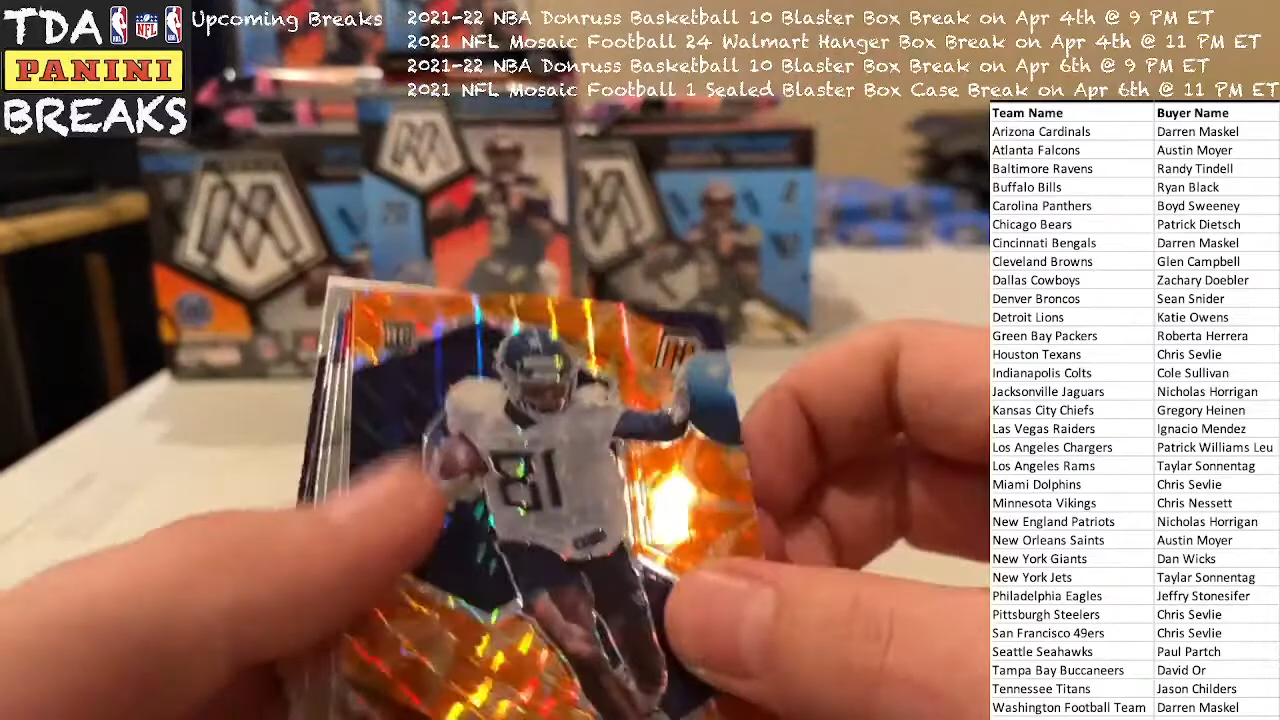 TDA
PANINI
BREAKS
Upcoming Breaks
2021-22 NBA Donruss Basketball 10 Blaster Box Break on Apr 4th @ 9 PM ET
2021 NFL Mosaic Football 24 Walmart Hanger Box Break on Apr 4th @ 11 PM ET
2021-22 NBA Donruss Basketball 10 Blaster Box Break on Apr 6th @ 9 PM ET
2021 NFL Mosaic Football 1 Sealed Blaster Box Case Break on Apr 6th @ 11 PM ET
Team Name Buyer Name
Arizona Cardinals Darren Maskel
Atlanta Falcons Austin Moyer
Baltimore Ravens Randy Tindell
Buffalo Bills Ryan Black
Carolina Panthers Boyd Sweeney
Chicago Bears Patrick Dietsch
Cincinnati Bengals Darren Maskel
Cleveland Browns Glen Campbell
Dallas Cowboys Zachary Doebler
Denver Broncos Sean Snider
Detroit Lions Katie Owens
Green Bay Packers Roberta Herrera
Houston Texans Chris Sevlie
Indianapolis Colts Cole Sullivan
Jacksonville Jaguars Nicholas Horrigan
Kansas City Chiefs Gregory Heinen
Las Vegas Raiders Ignacio Mendez
Los Angeles Chargers Patrick Williams Leu
Los Angeles Rams Taylar Sonnentag
Miami Dolphins Chris Sevlie
Minnesota Vikings Chris Nessett
New England Patriots Nicholas Horrigan
New Orleans Saints Austin Moyer
New York Giants Dan Wicks
New York Jets Taylar Sonnentag
Philadelphia Eagles Jeffry Stonesifer
Pittsburgh Steelers Chris Sevlie
San Francisco 49ers Chris Sevlie
Seattle Seahawks Paul Partch
Tampa Bay Buccaneers David Or
Tennessee Titans Jason Childers
Washington Football Team Darren Maskel
81